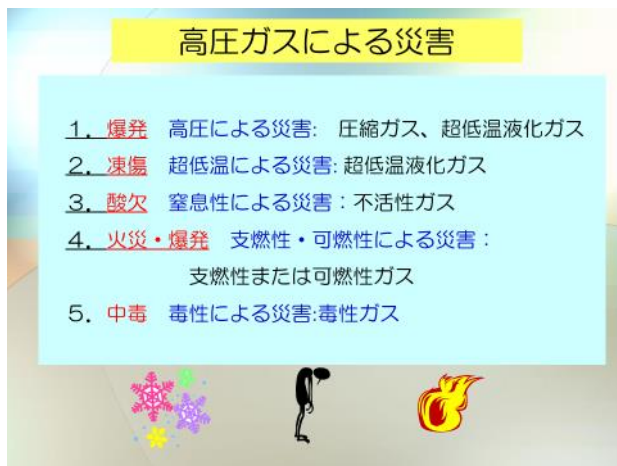 高圧ガスによる災害
1. 爆発 高圧による災害: 圧縮ガス、超低温液化ガス
2. 凍傷 超低温による災害: 超低温液化ガス
3. 酸欠 窒息性による災害：不活性ガス
4. 火災・爆発 支燃性・可燃性による災害：
支燃性または可燃性ガス
5. 中毒 毒性による災害:毒性ガス